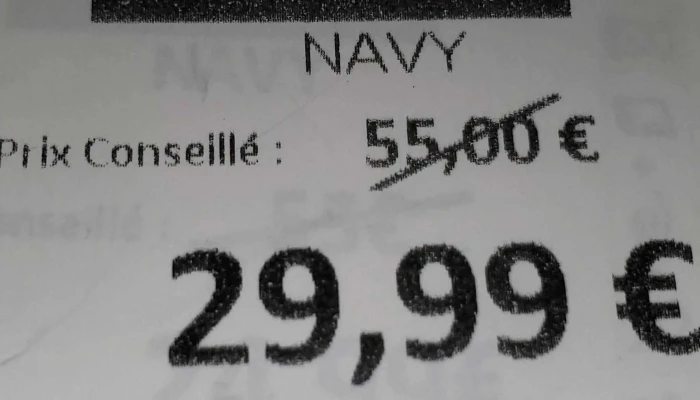 NAVY
Prix Conseillé : 55,00 €
29,99 €